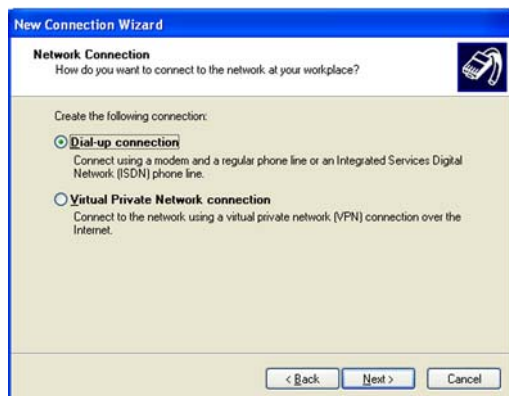 New Connection Wizard
Network Connection
How do you want to connect to the network at your workplace?
Create the following connection:
Dial-up connection
Connect using a modem and a regular phone line or an Integrated Services Digital
Network (ISDN) phone line.
Virtual Private Network connection
Connect to the network using a virtual private network (VPN) connection over the
Internet.
< Back
Next >
Cancel